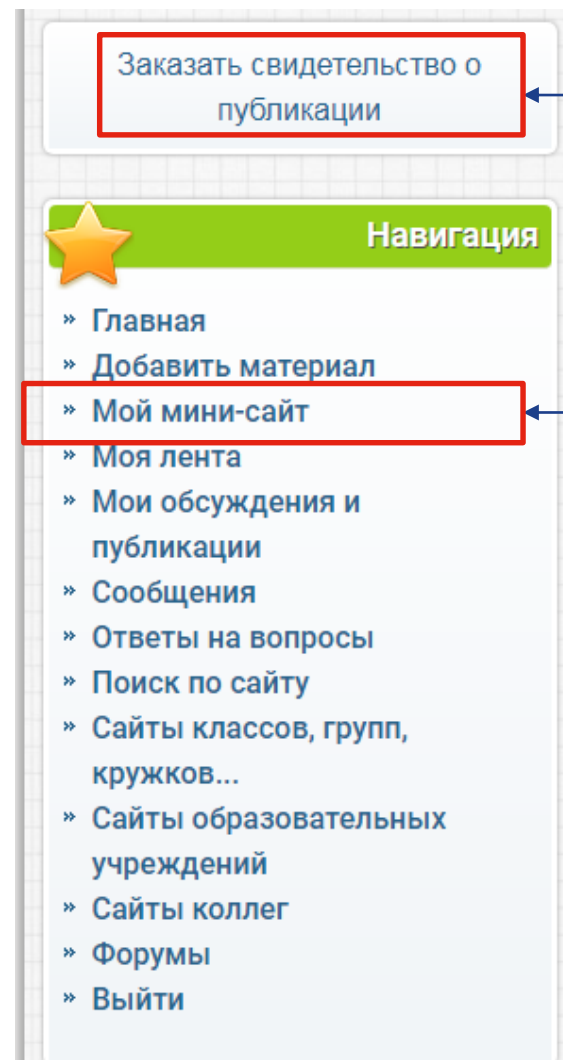 Заказать свидетельство о
публикации
Навигация
» Главная
» Добавить материал
» Мой мини-сайт
» Моя лента
» Мои обсуждения и
публикации
» Сообщения
» Ответы на вопросы
» Поиск по сайту
» Сайты классов, групп,
кружков...
» Сайты образовательных
учреждений
» Сайты коллег
» Форумы
» Выйти